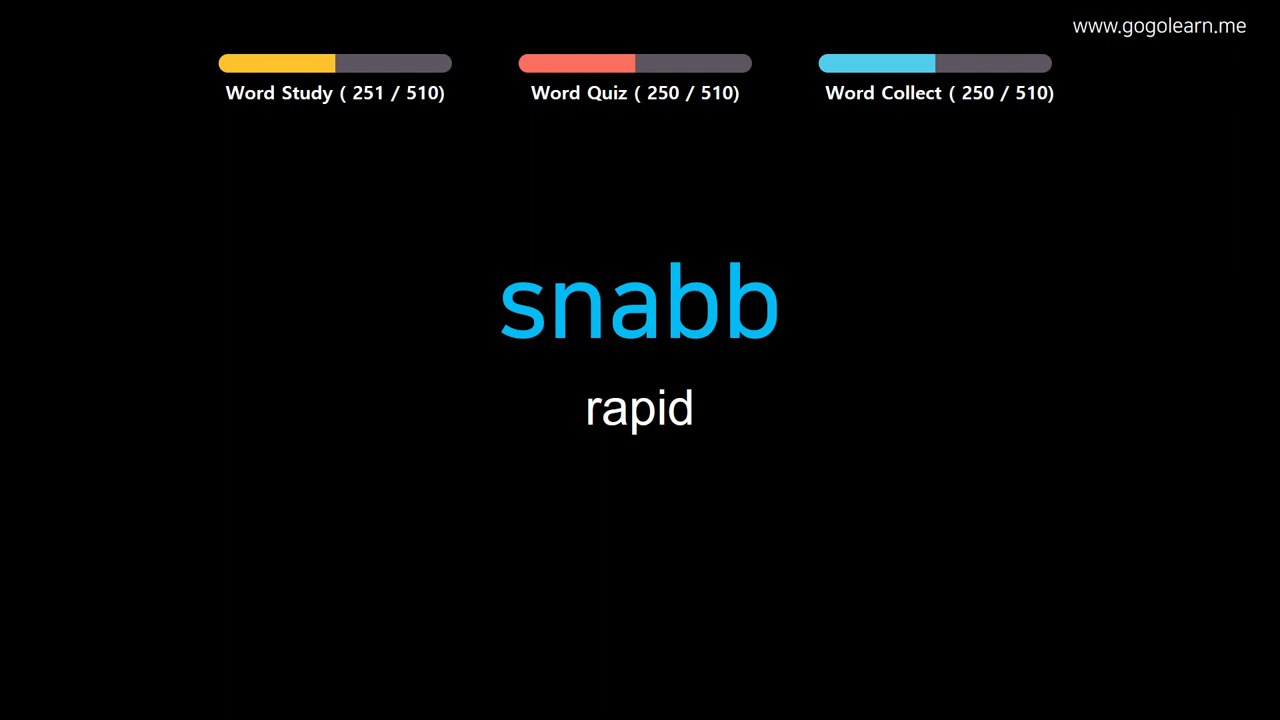 www.gogolearn.me
Word Study ( 251 / 510)
Word Quiz ( 250 / 510)
Word Collect ( 250 / 510)
snabb
rapid